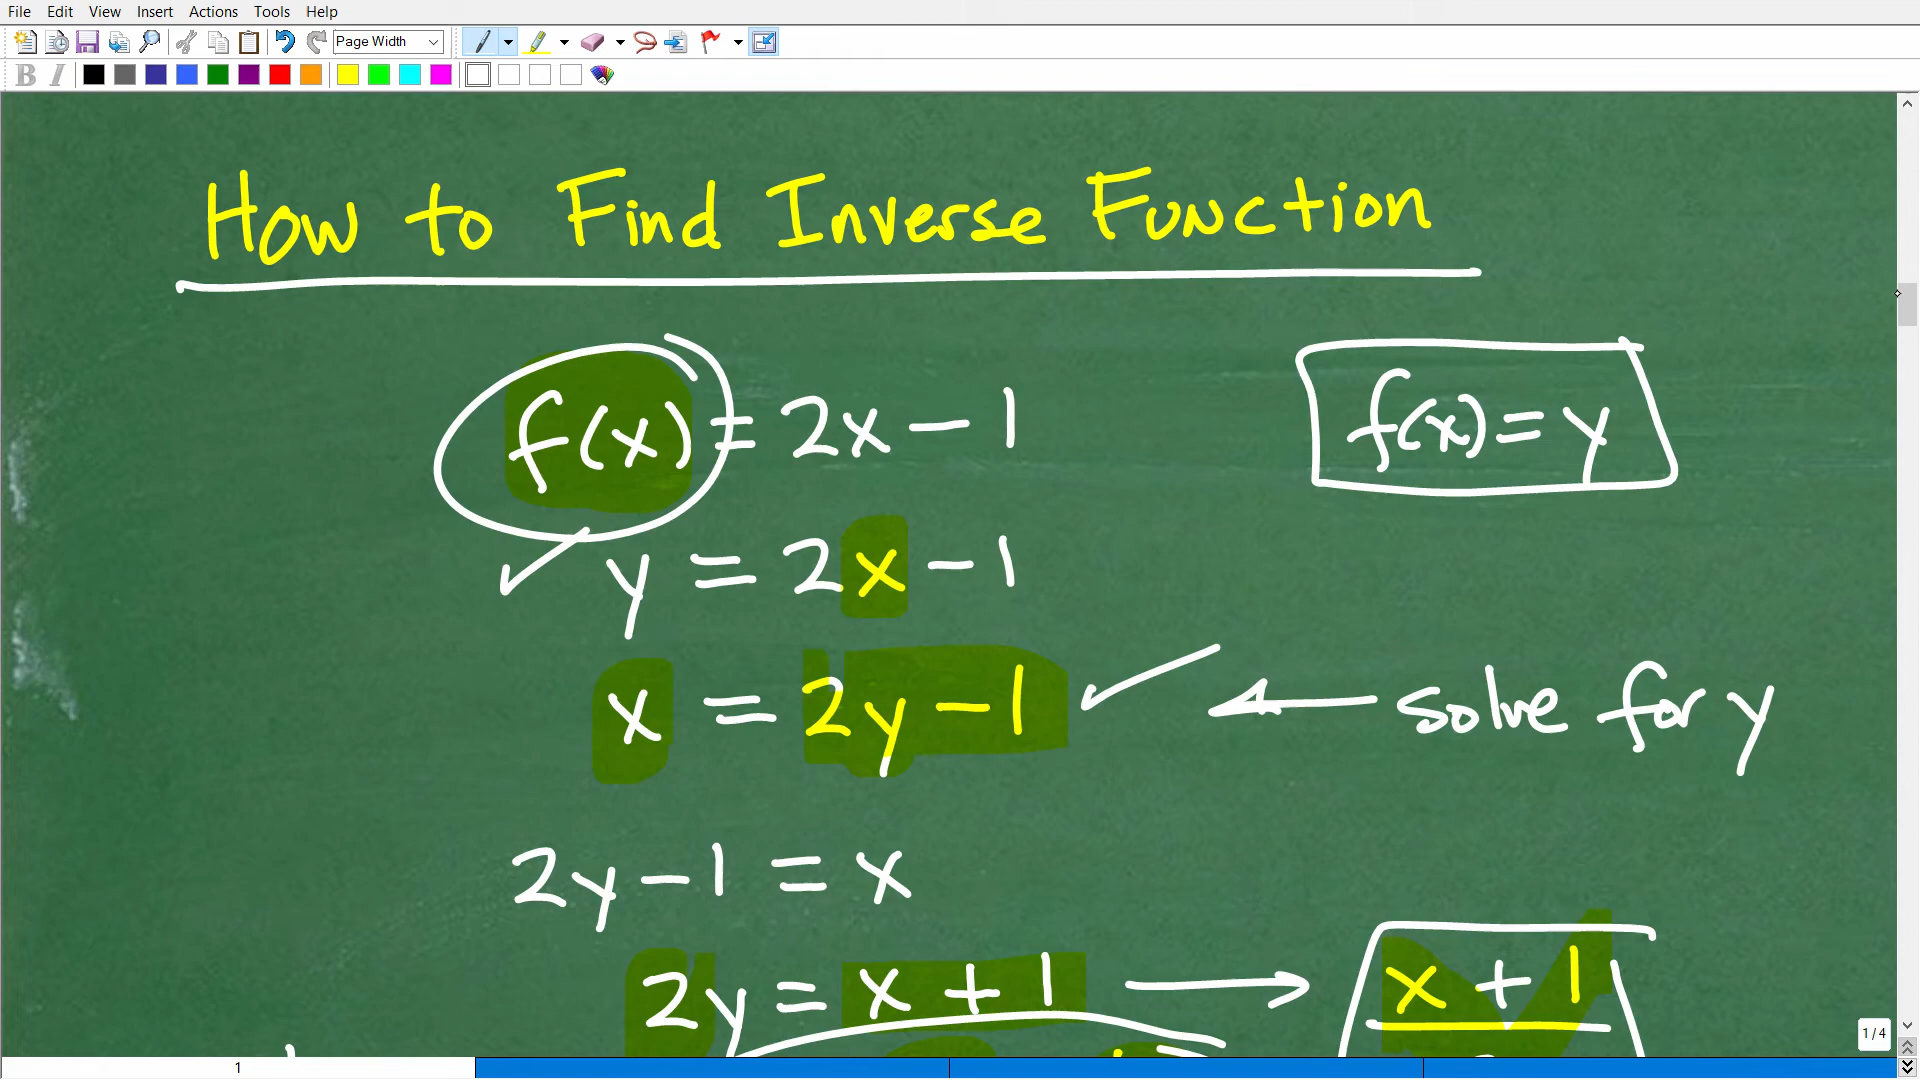 File Edit View Insert Actions Tools Help
Page Width
B I
How to Find Inverse Function
f(x) = 2x - 1
f(x) = y
y = 2x - 1
x = 2y - 1
solve for y
2y - 1 = x
2y = x + 1
x + 1
1 / 4
1